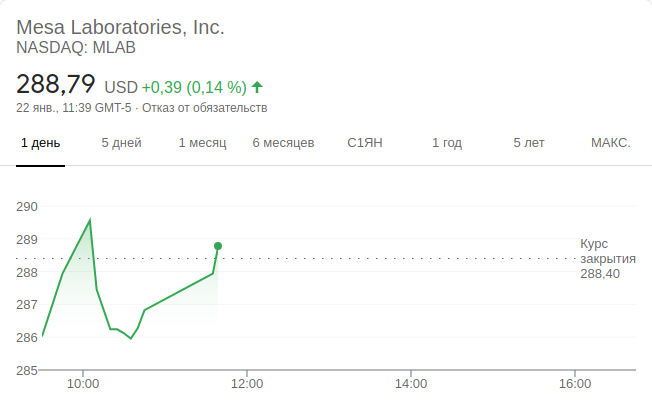 Mesa Laboratories, Inc.
NASDAQ: MLAB
288,79 USD +0,39 (0,14 %)
22 янв., 11:39 GMT-5 · Отказ от обязательств
1 день 5 дней 1 месяц 6 месяцев С1ЯН 1 год 5 лет МАКС.
290
289
288
287
286
285
Курс
закрытия
288,40
10:00 12:00 14:00 16:00